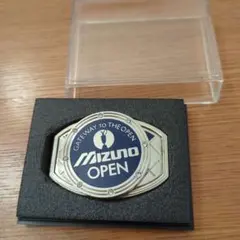 GATEWAY to THE OPEN
MIZUNO
OPEN